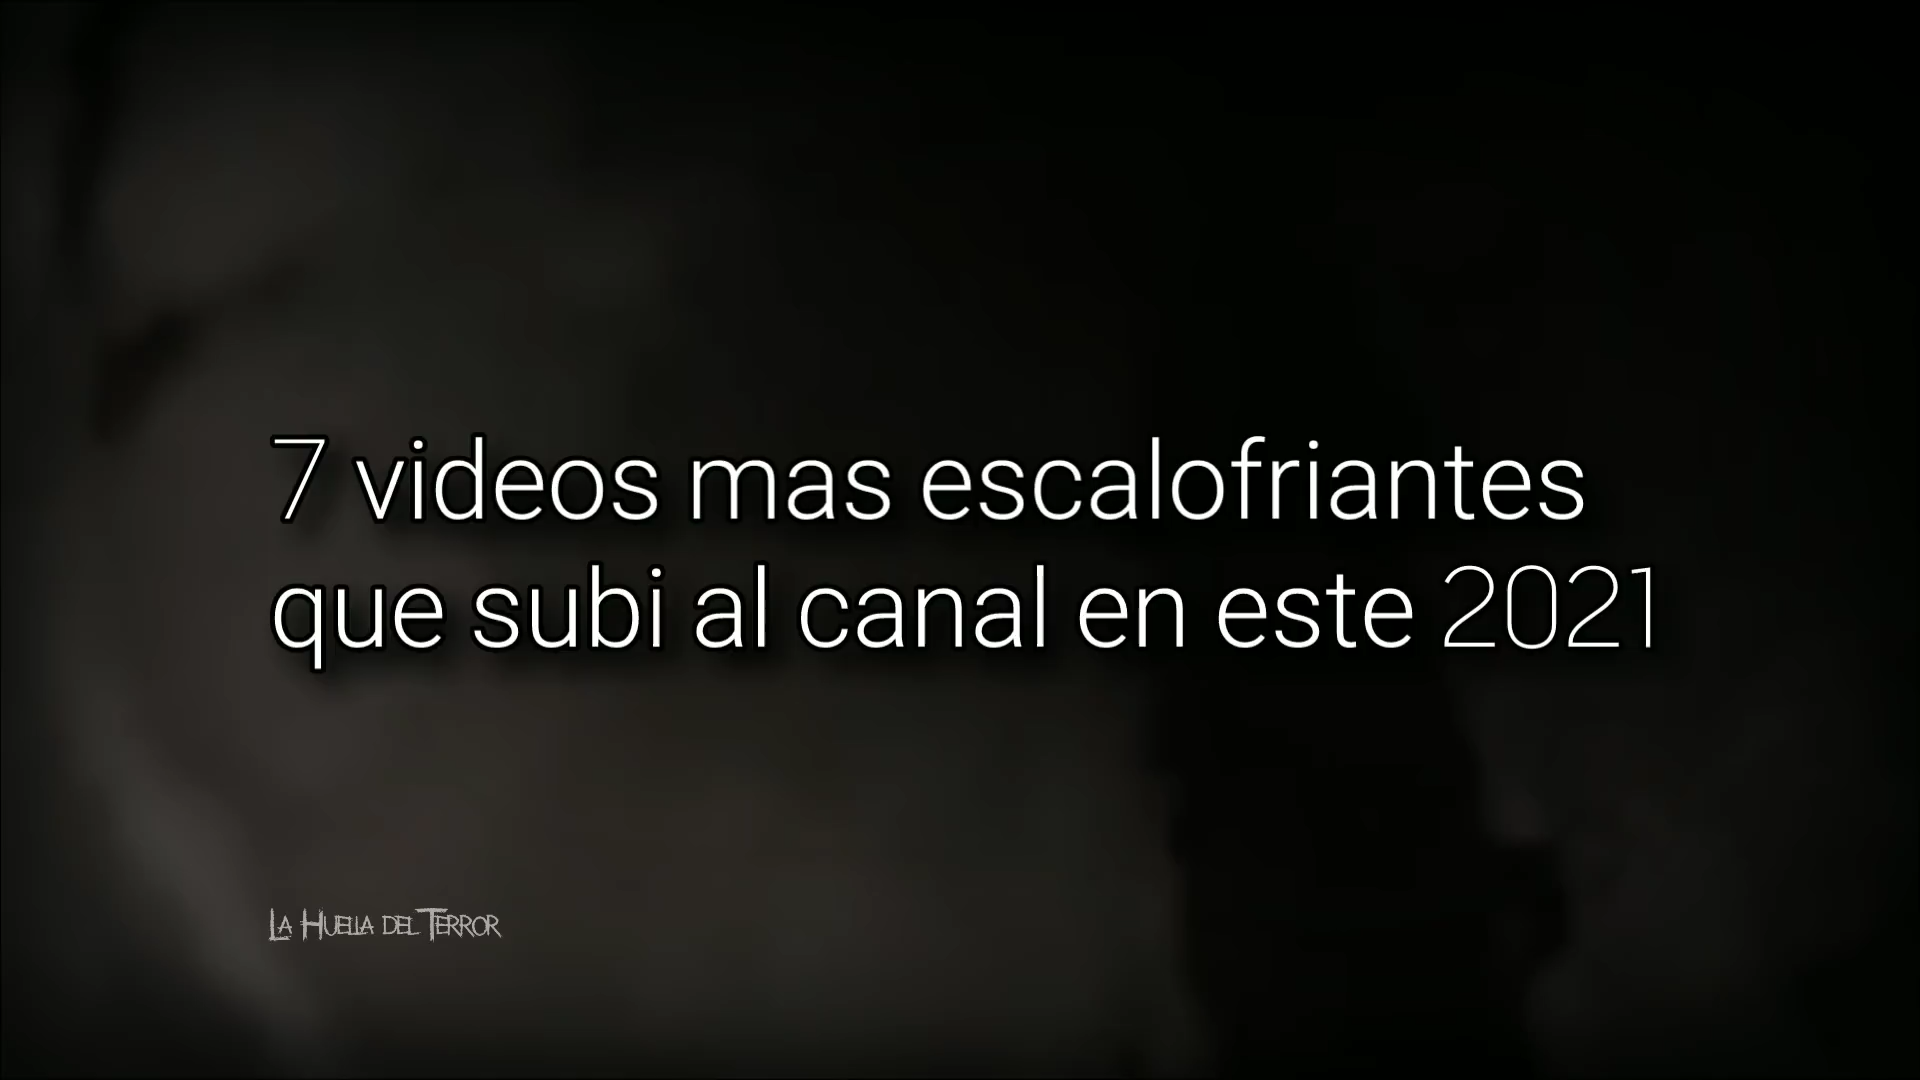 7 videos mas escalofriantes
que subi al canal en este 2021
La Huella del Terror